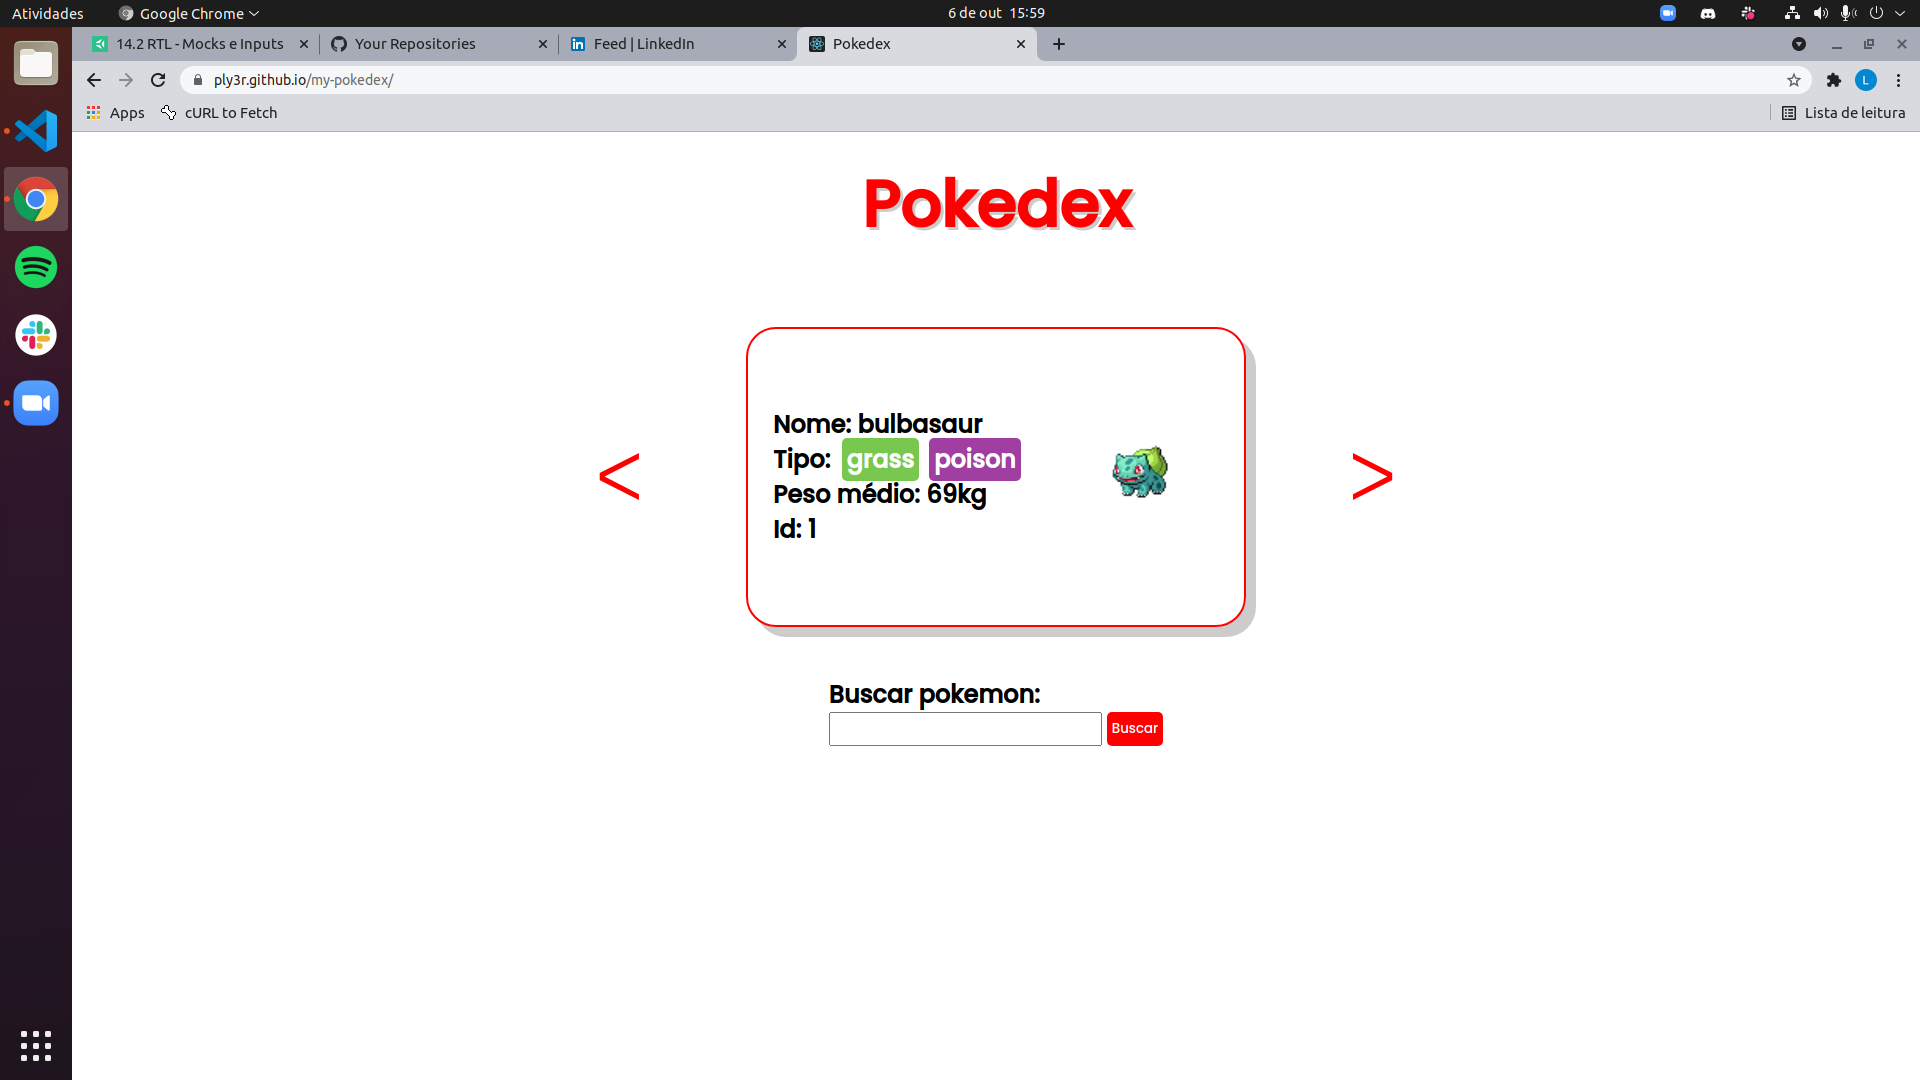 Atividades
Google Chrome
6 de out 15:59
14.2 RTL - Mocks e Inputs
Your Repositories
Feed | LinkedIn
Pokedex
ply3r.github.io/my-pokedex/
L
Apps
cURL to Fetch
Lista de leitura
Pokedex
Nome: bulbasaur
Tipo: grass poison
Peso médio: 69kg
Id: 1
<
>
Buscar pokemon:
Buscar